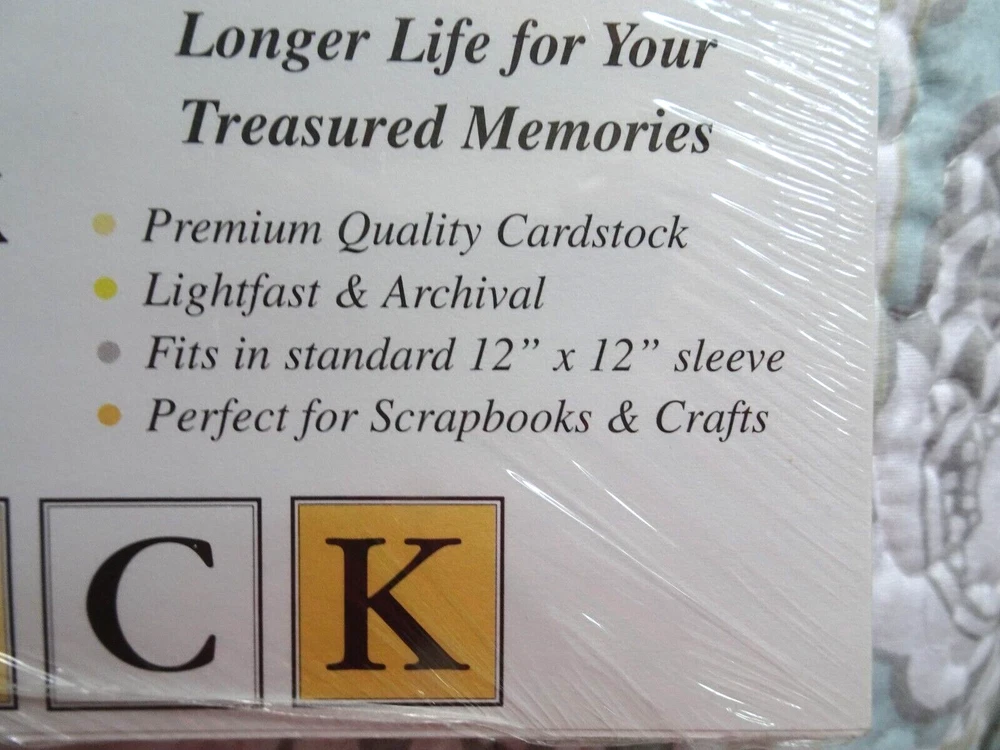 Longer Life for Your
Treasured Memories
Premium Quality Cardstock
Lightfast & Archival
Fits in standard 12” x 12” sleeve
Perfect for Scrapbooks & Crafts
C K